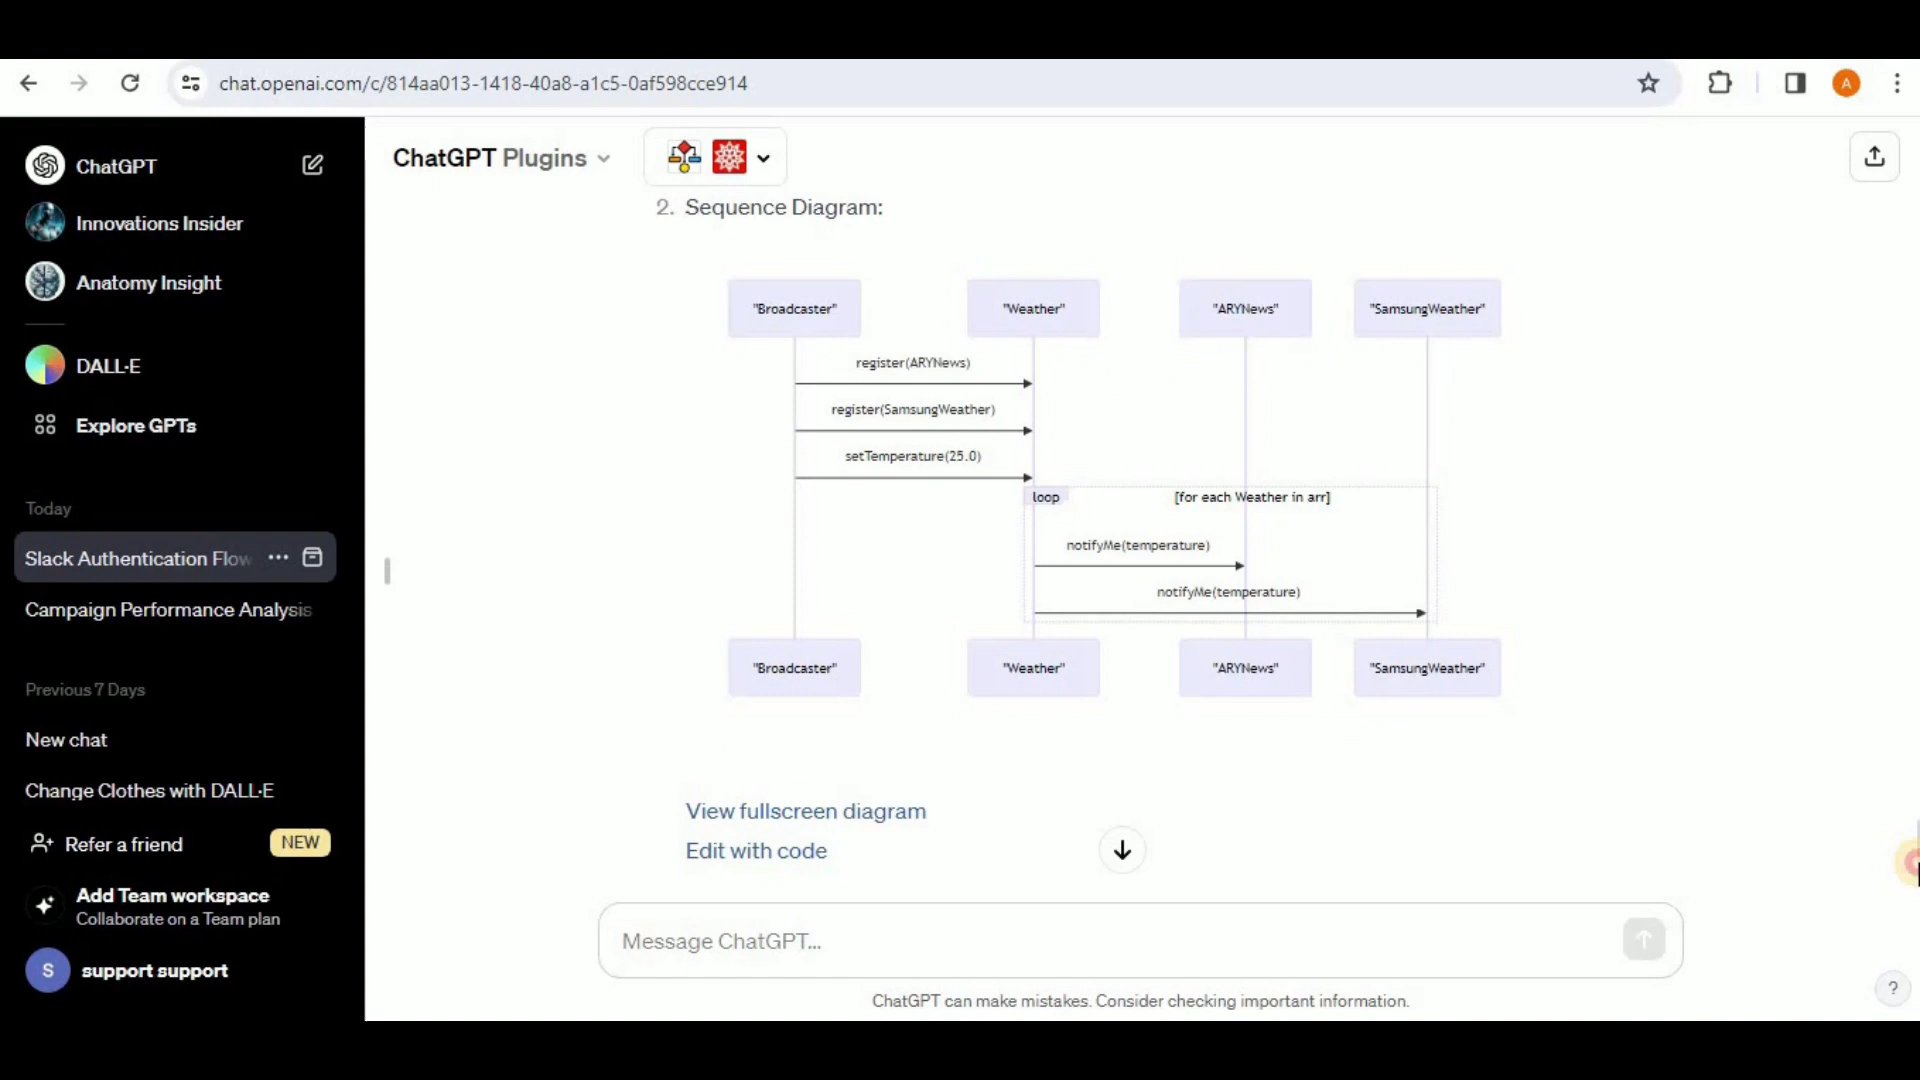 chat.openai.com/c/814aa013-1418-40a8-a1c5-0af598cce914
A
ChatGPT
Innovations Insider
Anatomy Insight
DALL·E
Explore GPTs
Today
Slack Authentication Flow
Campaign Performance Analysis
Previous 7 Days
New chat
Change Clothes with DALL·E
Refer a friend
NEW
Add Team workspace
Collaborate on a Team plan
S
support support
ChatGPT Plugins
2. Sequence Diagram:
"Broadcaster" "Weather" "ARYNews" "SamsungWeather"
register(ARYNews)
register(SamsungWeather)
setTemperature(25.0)
loop [for each Weather in arr]
notifyMe(temperature)
notifyMe(temperature)
"Broadcaster" "Weather" "ARYNews" "SamsungWeather"
View fullscreen diagram
Edit with code
Message ChatGPT...
ChatGPT can make mistakes. Consider checking important information.
?